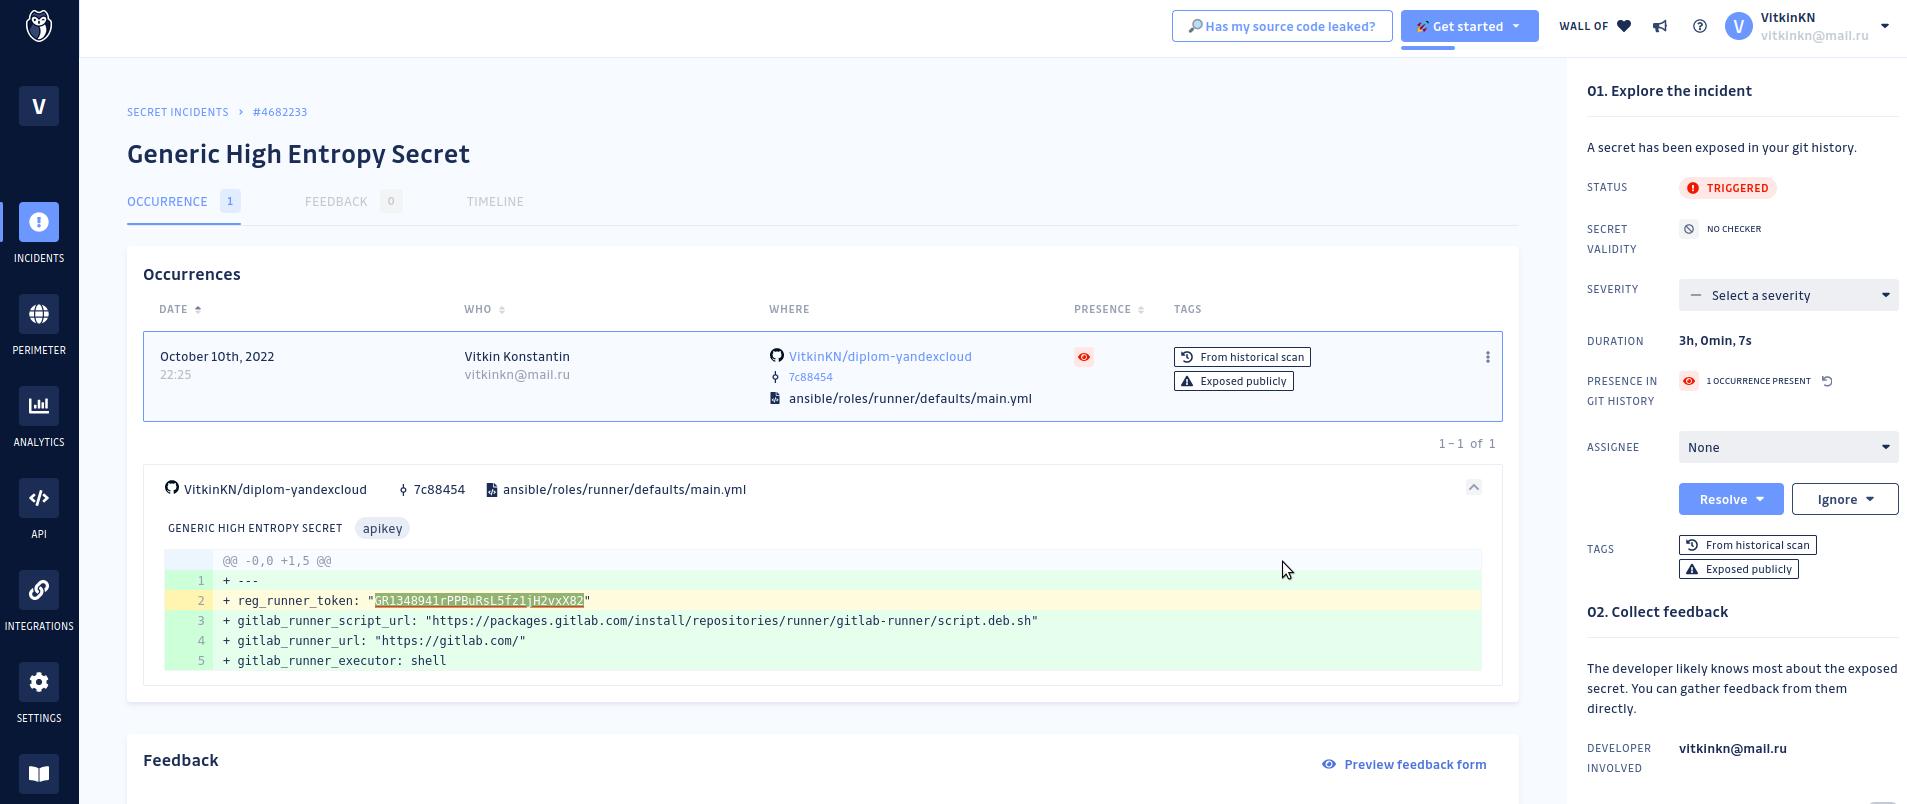 Has my source code leaked?
Get started
WALL OF
V
VitkinKN
vitkinkn@mail.ru
V
INCIDENTS
PERIMETER
ANALYTICS
API
INTEGRATIONS
SETTINGS
SECRET INCIDENTS > #4682233
Generic High Entropy Secret
OCCURRENCE 1 FEEDBACK 0 TIMELINE
Occurrences
DATE WHO WHERE PRESENCE TAGS
October 10th, 2022
22:25
Vitkin Konstantin
vitkinkn@mail.ru
VitkinKN/diplom-yandexcloud
7c88454
ansible/roles/runner/defaults/main.yml
From historical scan
Exposed publicly
1-1 of 1
VitkinKN/diplom-yandexcloud 7c88454 ansible/roles/runner/defaults/main.yml
GENERIC HIGH ENTROPY SECRET apikey
@@ -0,0 +1,5 @@
1 + ---
2 + reg_runner_token: "GR1348941rPPBuRsL5fz1jH2vxX82"
3 + gitlab_runner_script_url: "https://packages.gitlab.com/install/repositories/runner/gitlab-runner/script.deb.sh"
4 + gitlab_runner_url: "https://gitlab.com/"
5 + gitlab_runner_executor: shell
Feedback
Preview feedback form
01. Explore the incident
A secret has been exposed in your git history.
STATUS TRIGGERED
SECRET VALIDITY NO CHECKER
SEVERITY — Select a severity
DURATION 3h, 0min, 7s
PRESENCE IN GIT HISTORY 1 OCCURRENCE PRESENT
ASSIGNEE None
Resolve Ignore
TAGS From historical scan
Exposed publicly
02. Collect feedback
The developer likely knows most about the exposed
secret. You can gather feedback from them
directly.
DEVELOPER INVOLVED vitkinkn@mail.ru